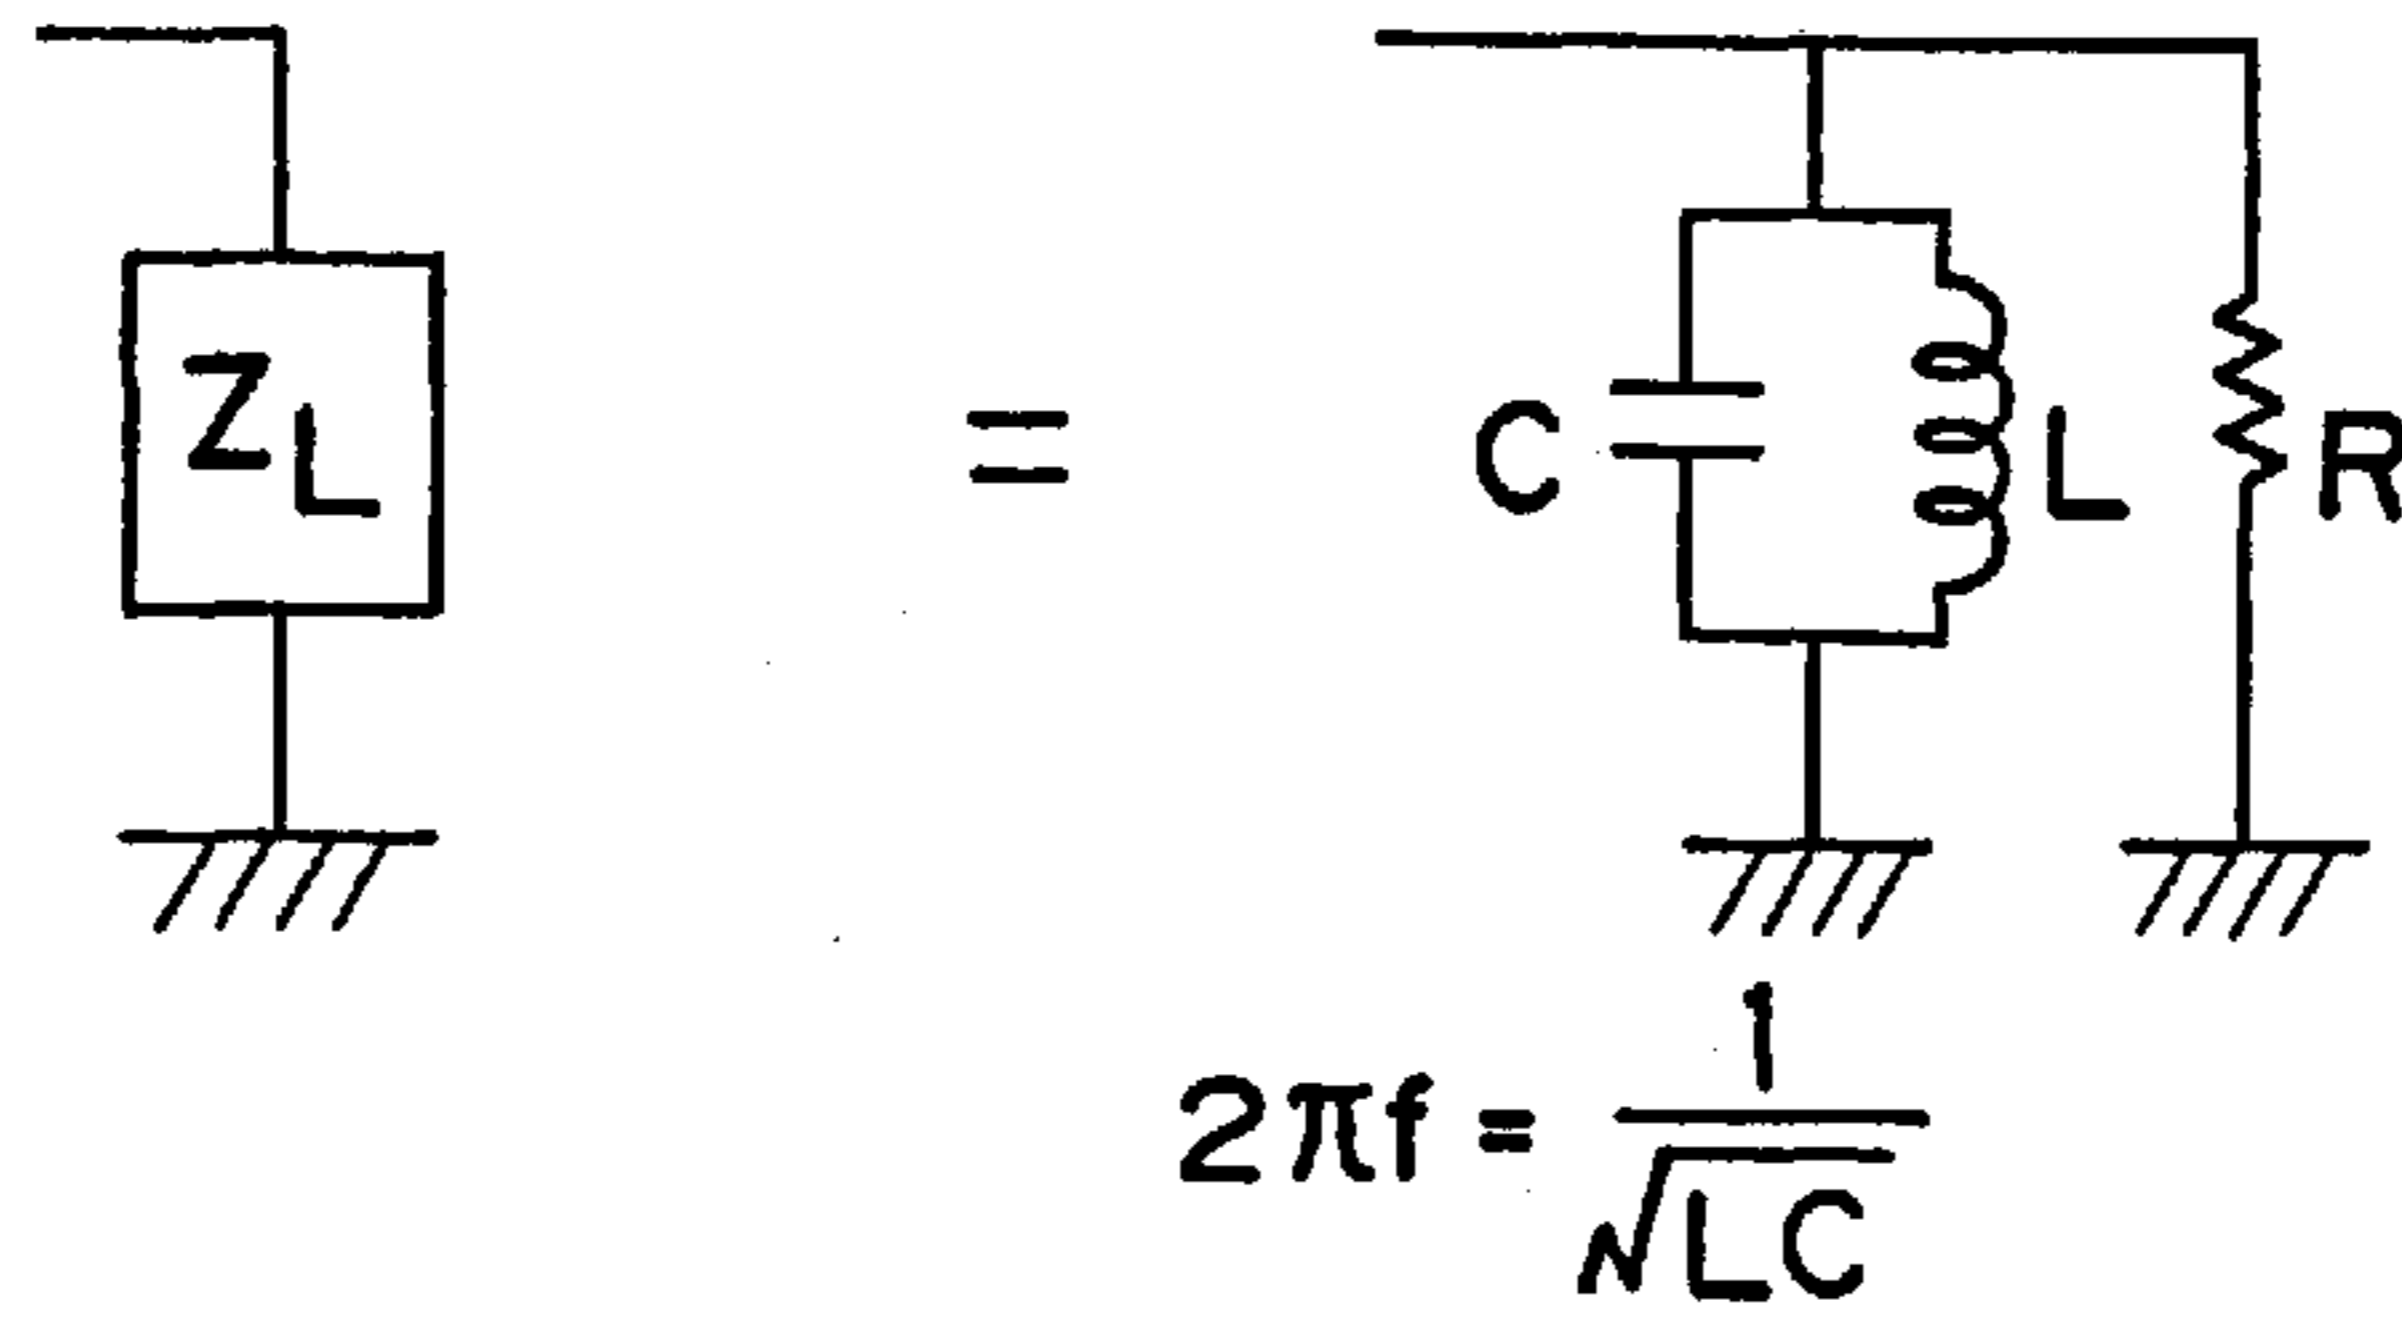 Z_L
=
C
L
R
2πf = 1/√LC